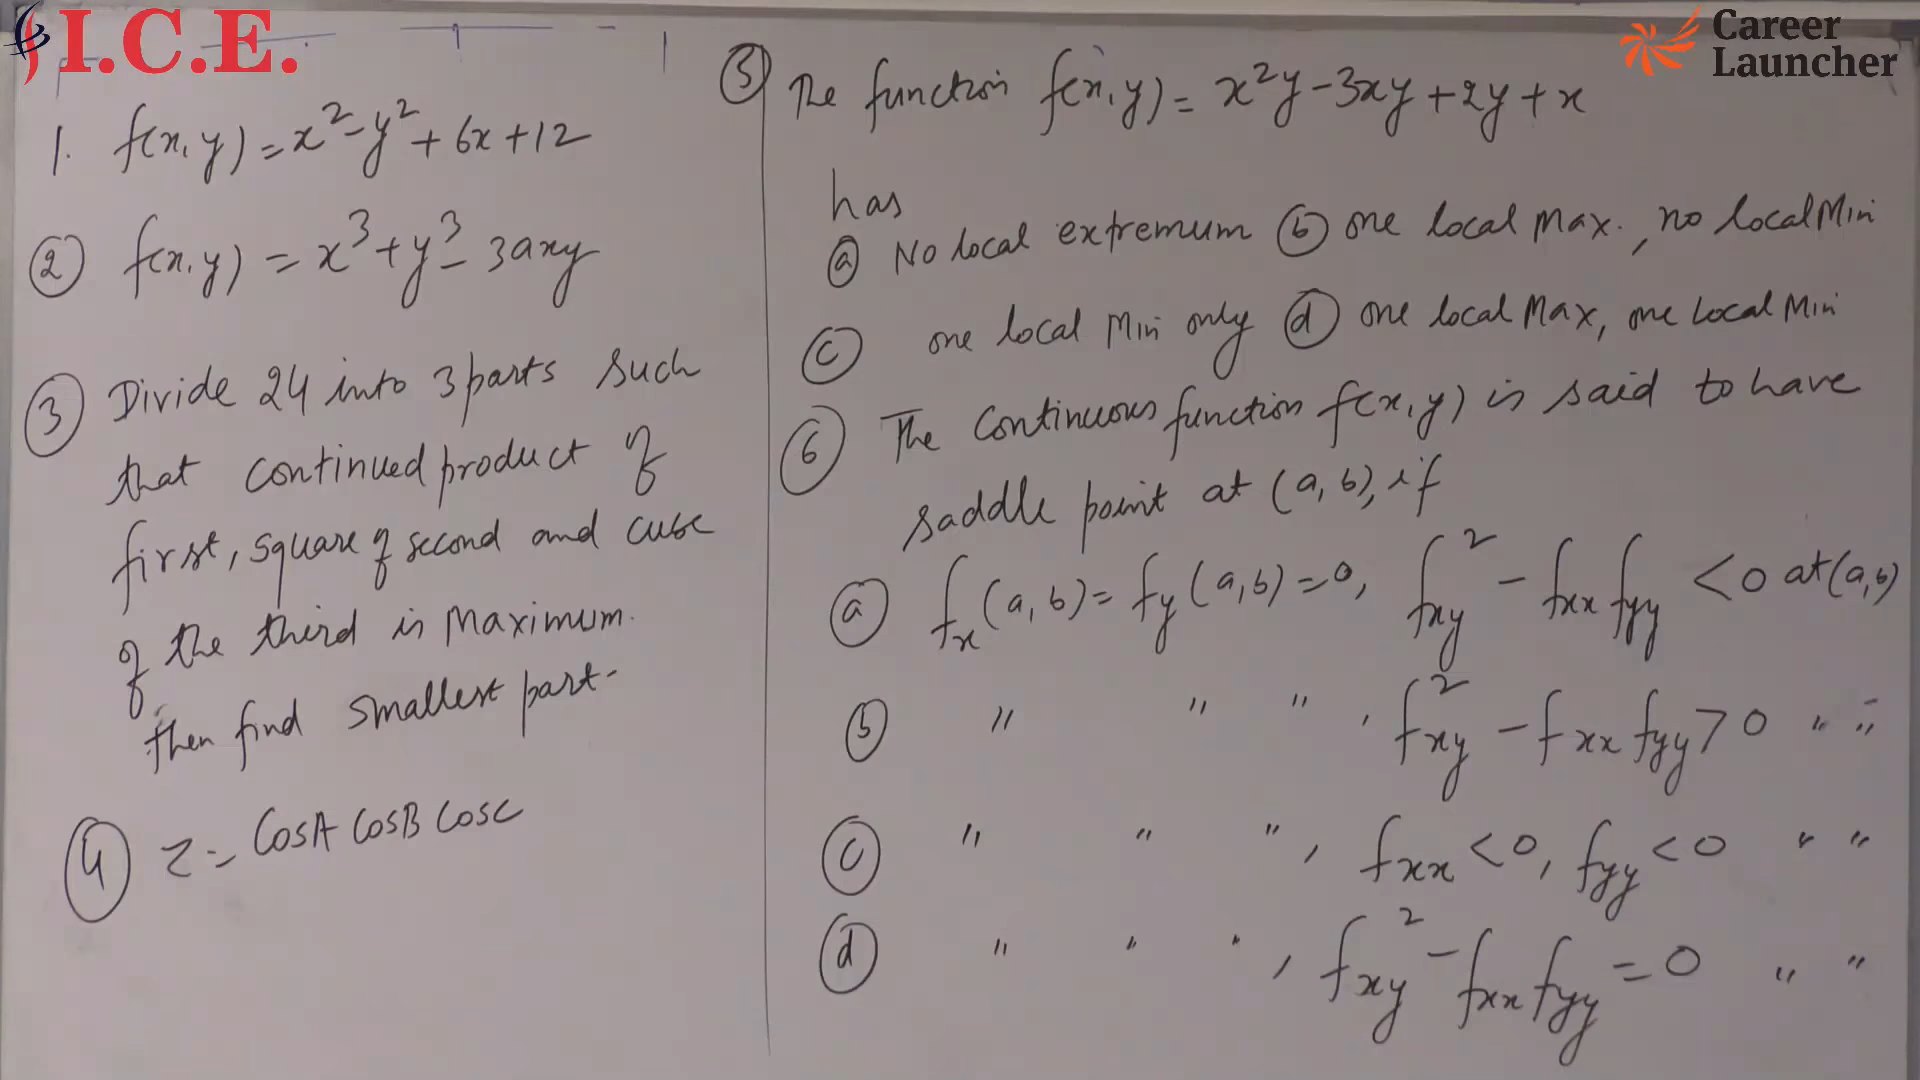 I.C.E.
Career
Launcher
1. f(x,y) = x²-y²+6x+12
② f(x,y) = x³+y³-3axy
③ Divide 24 into 3 parts such
that continued product of
first, square of second and cube
of the third is Maximum.
then find smallest part.
④ z = CosA CosB CosC
⑤ The function f(x,y) = x²y-3xy+2y+x
has
ⓐ No local extremum ⓑ one local Max., no local Min
ⓒ one local Min only ⓓ one local Max, one Local Min
⑥ The Continuous function f(x,y) is said to have
saddle point at (a,b), if
ⓐ fx(a,b) = fy(a,b) = 0, fxy² - fxx fyy < 0 at (a,b)
ⓑ " " " , fxy² - fxx fyy > 0 " "
ⓒ " " " , fxx < 0, fyy < 0 " "
ⓓ " " " , fxy² - fxx fyy = 0 " "